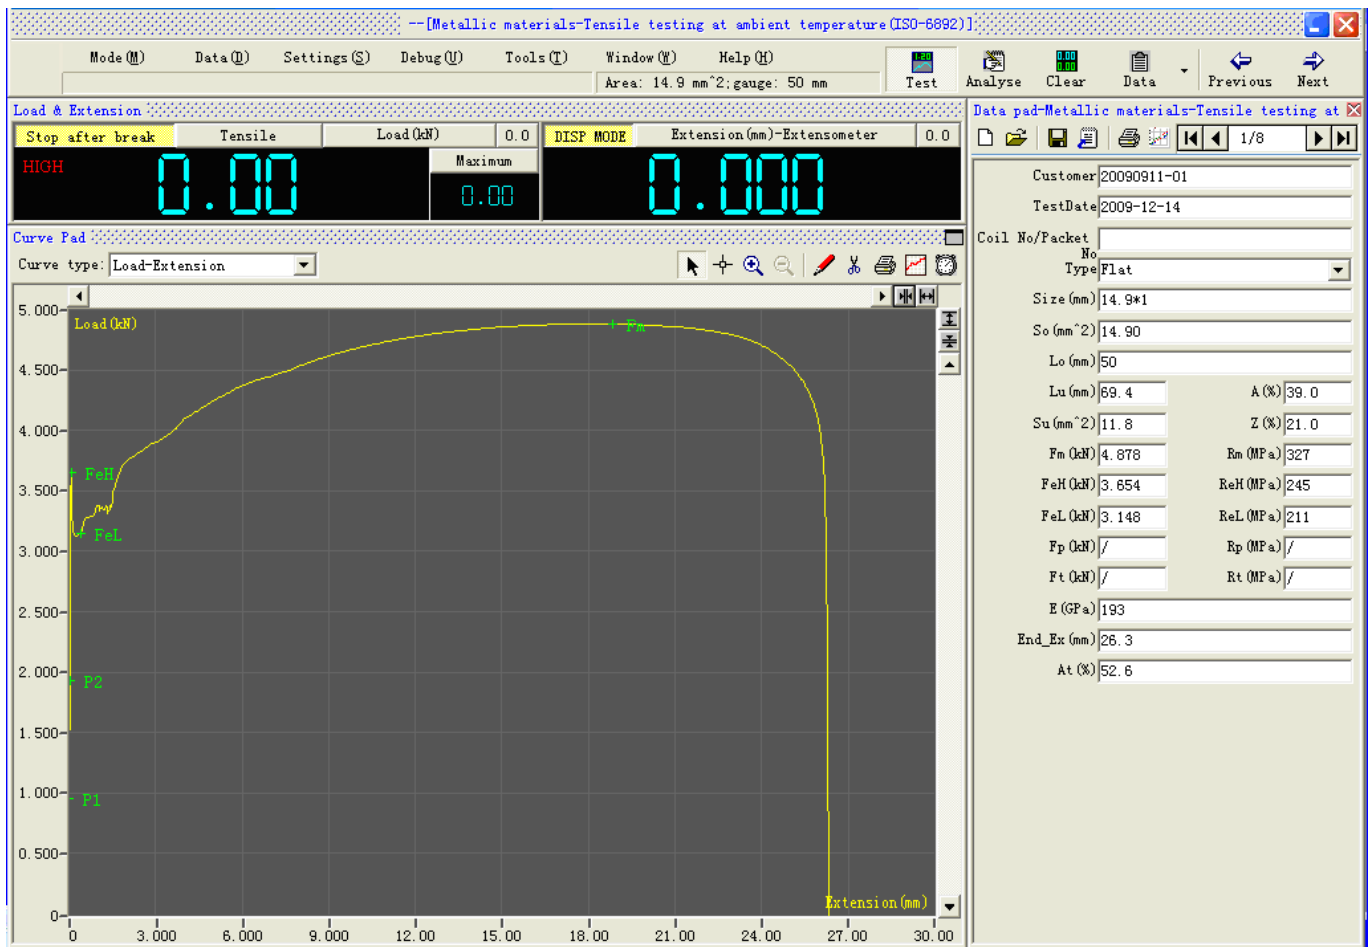 --[Metallic materials-Tensile testing at ambient temperature(ISO-6892)]
Mode(M) Data(D) Settings(S) Debug(U) Tools(T) Window(W) Help(H)
Area: 14.9 mm^2;gauge: 50 mm
Test Analyse Clear Data Previous Next
Load & Extension
Stop after break Tensile Load(kN) 0.0 DISP MODE Extension(mm)-Extensometer 0.0
HIGH 0.00 Maximum 0.00 0.000
Curve Pad
Curve type: Load-Extension
Load(kN)
5.000
4.500
4.000
3.500
3.000
2.500
2.000
1.500
1.000
0.500
0
Fm
FeH
FeL
P2
P1
Extension(mm)
0 3.000 6.000 9.000 12.00 15.00 18.00 21.00 24.00 27.00 30.00
Data pad-Metallic materials-Tensile testing at
1/8
Customer 20090911-01
TestDate 2009-12-14
Coil No/Packet No
Type Flat
Size(mm) 14.9*1
So(mm^2) 14.90
Lo(mm) 50
Lu(mm) 69.4 A(%) 39.0
Su(mm^2) 11.8 Z(%) 21.0
Fm(kN) 4.878 Rm(MPa) 327
FeH(kN) 3.654 ReH(MPa) 245
FeL(kN) 3.148 ReL(MPa) 211
Fp(kN) / Rp(MPa) /
Ft(kN) / Rt(MPa) /
E(GPa) 193
End_Ex(mm) 26.3
At(%) 52.6